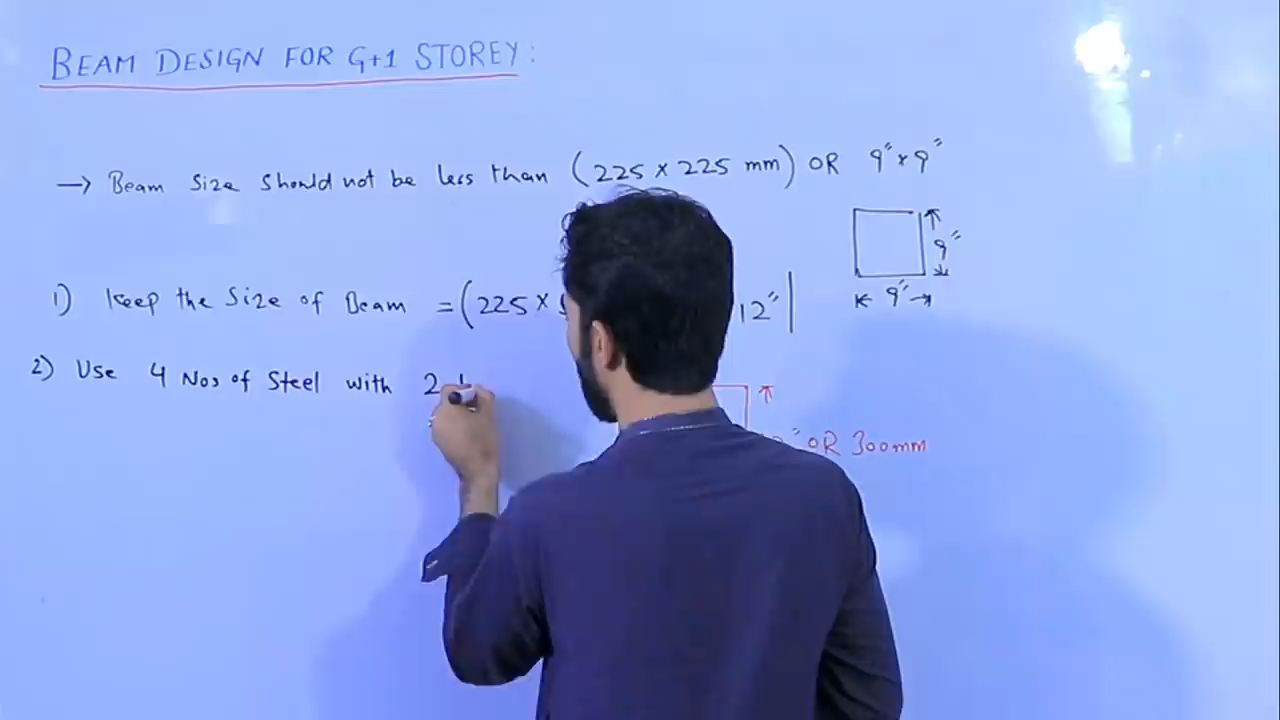 BEAM DESIGN FOR G+1 STOREY:
→ Beam Size Should not be less than (225 × 225 mm) OR 9" × 9"
9"
9"
1) Keep the Size of Beam = (225 × 12"
2) Use 4 Nos of Steel with 2
" OR 300mm